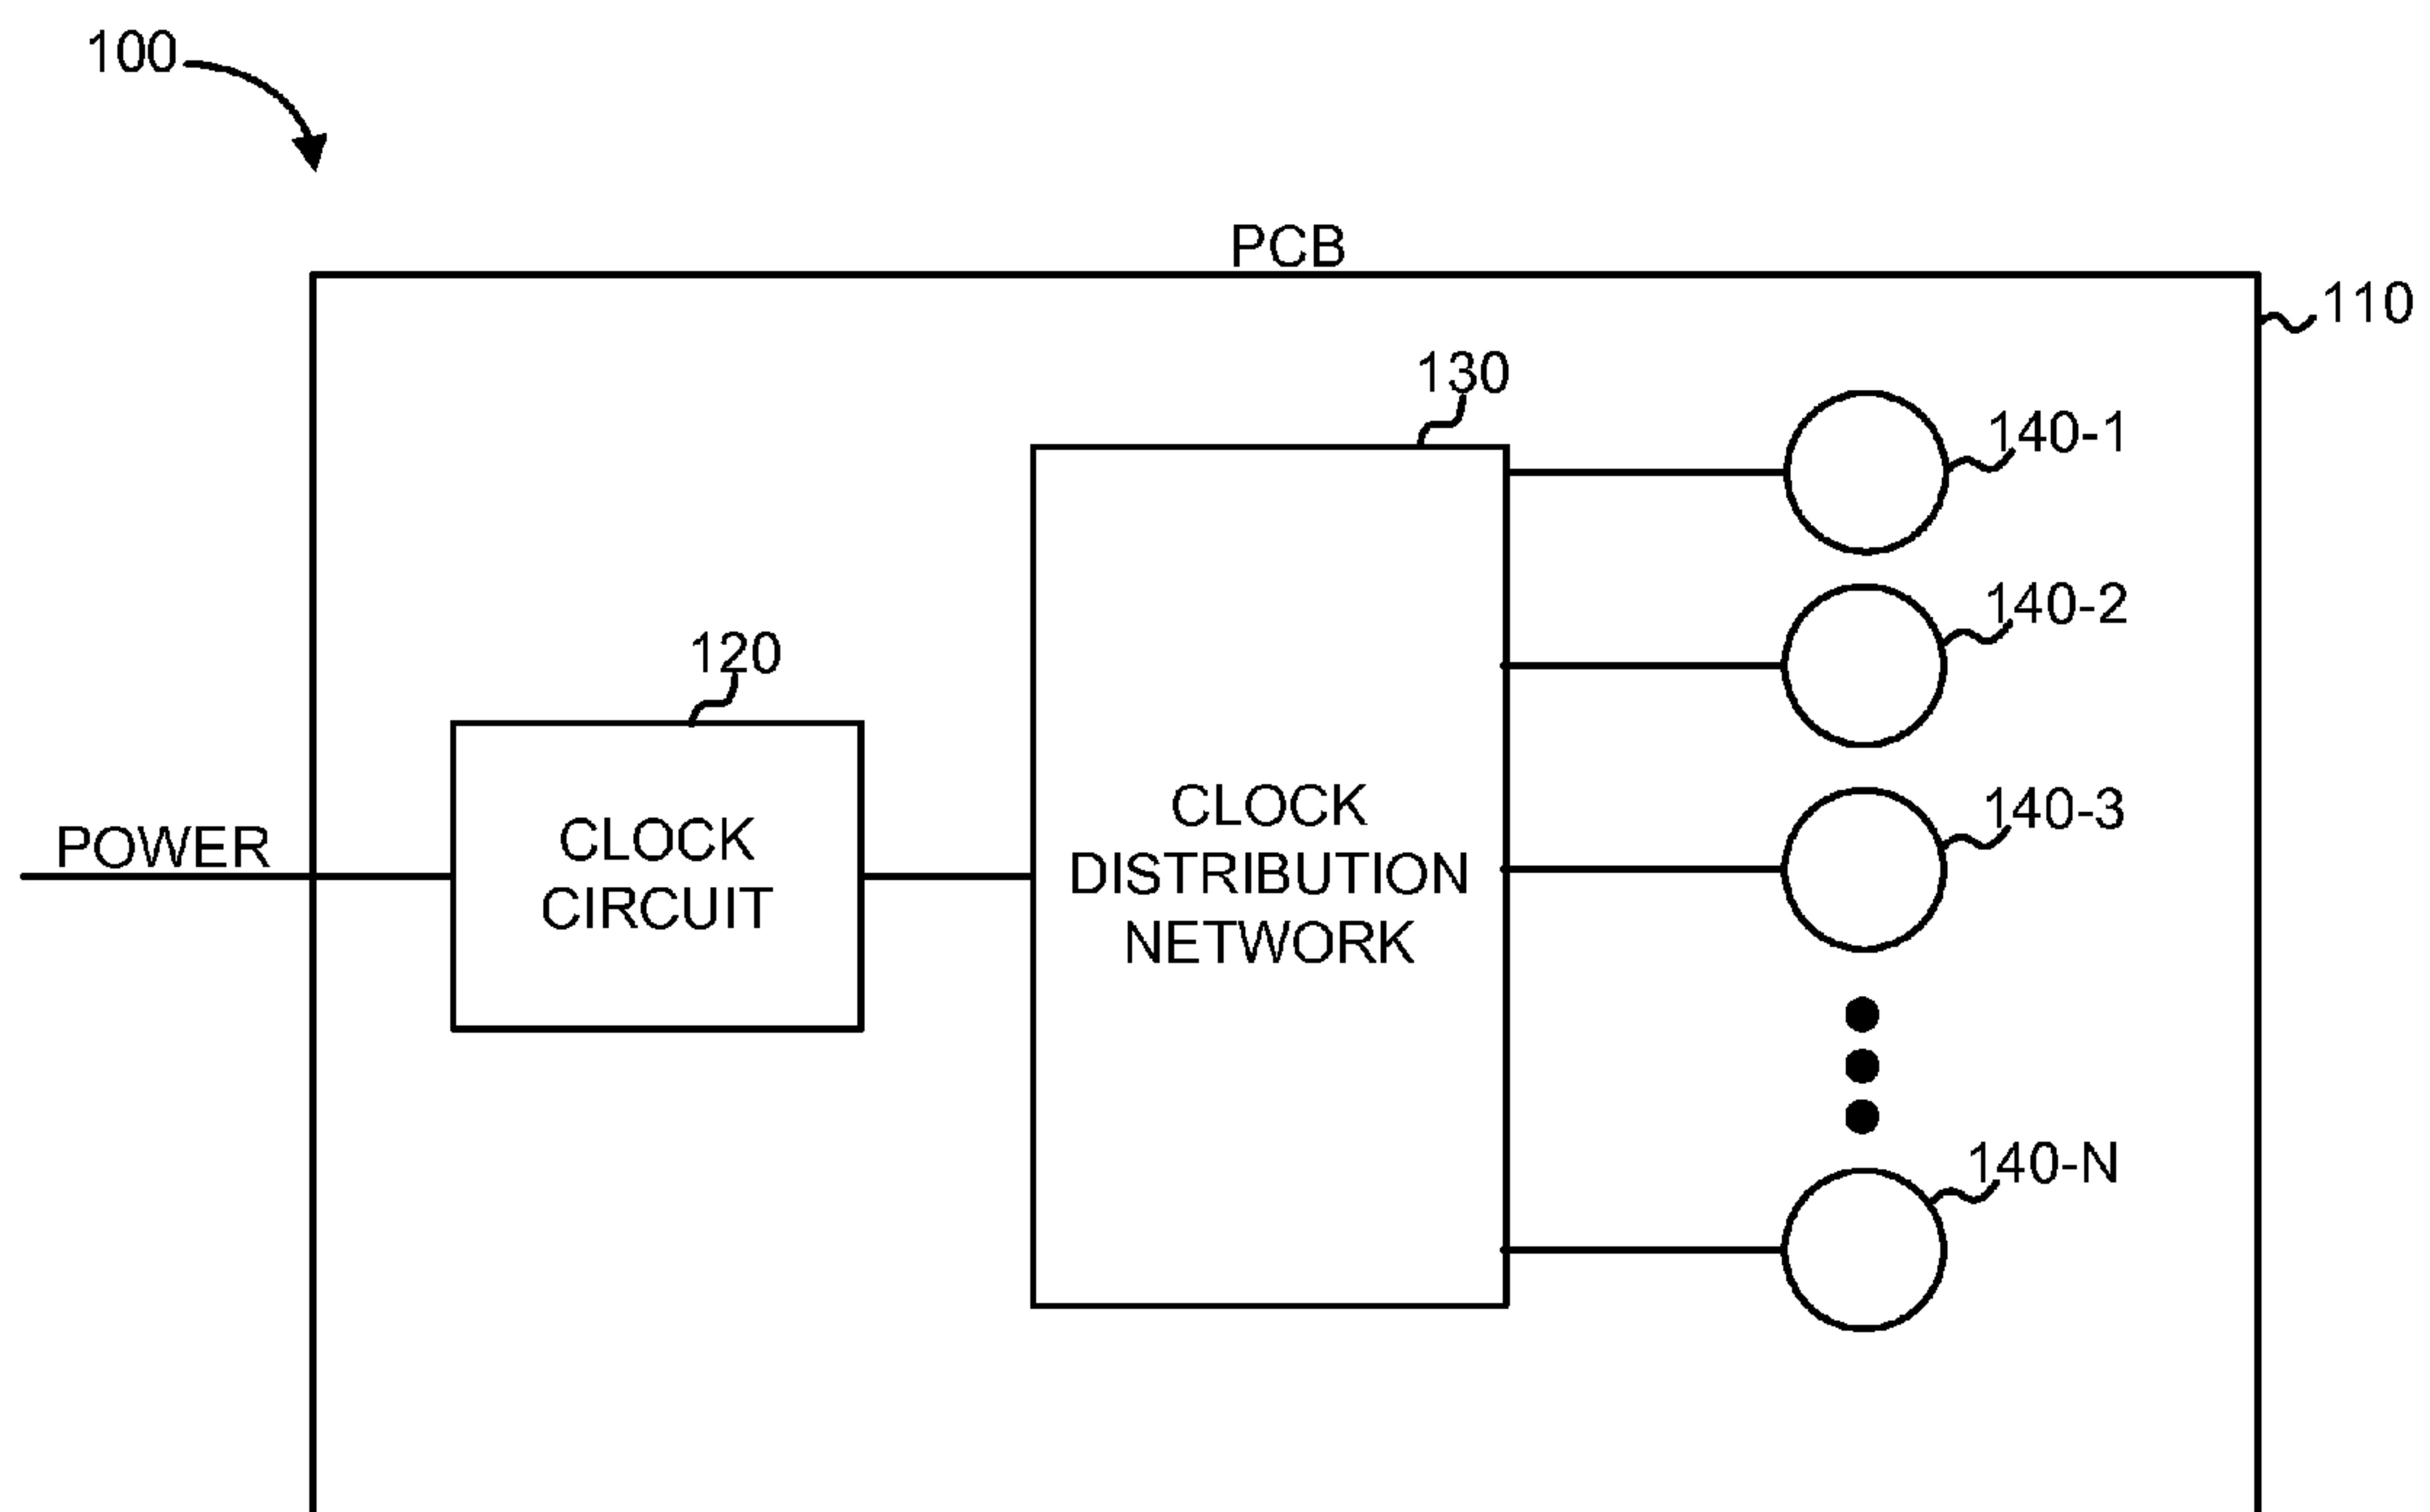 100
PCB
110
130
140-1
140-2
120
140-3
POWER
CLOCK
CIRCUIT
CLOCK
DISTRIBUTION
NETWORK
140-N